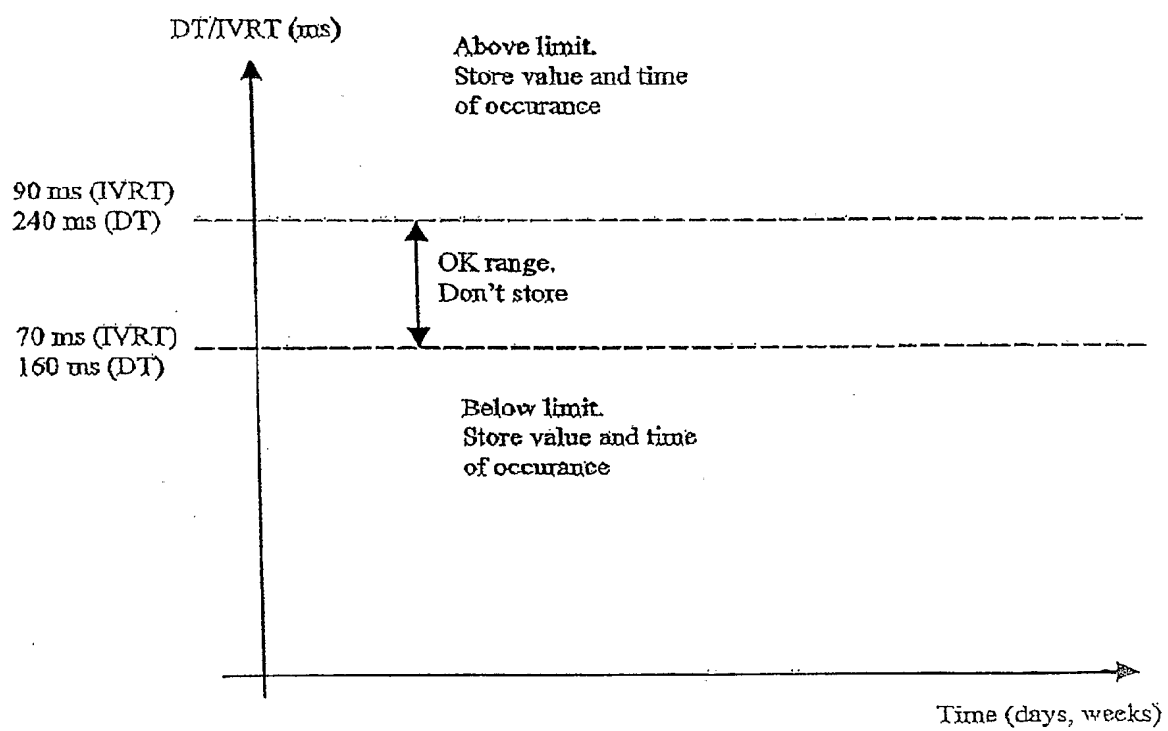 DT/IVRT (ms)
Above limit.
Store value and time
of occurance
90 ms (IVRT)
240 ms (DT)
OK range.
Don't store
70 ms (IVRT)
160 ms (DT)
Below limit.
Store value and time
of occurance
Time (days, weeks)